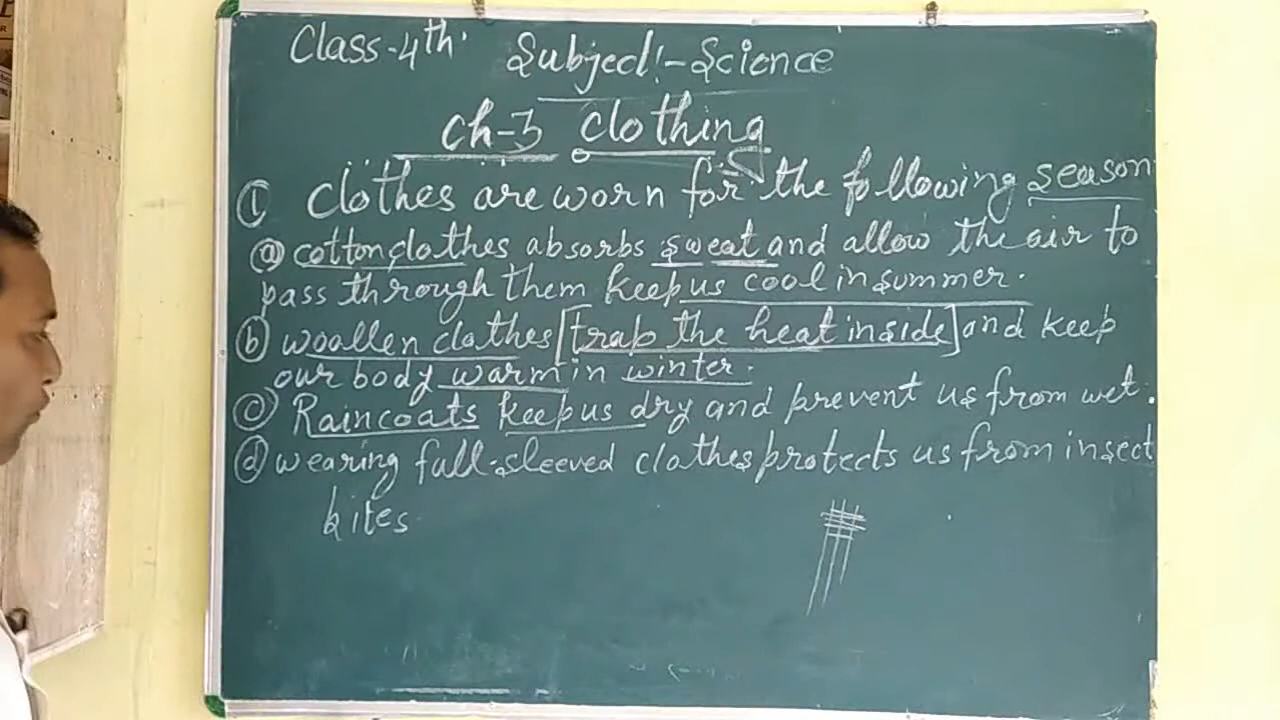 Class-4th.
Subject:-Science
Ch-3 clothing
① clothes are worn for the following season
ⓐ cotton clothes absorbs sweat and allow the air to
pass through them keep us cool in summer.
ⓑ woollen clothes [trap the heat inside] and keep
our body warm in winter.
ⓒ Raincoats keep us dry and prevent us from wet.
ⓓ wearing full-sleeved clothes protects us from insect
bites